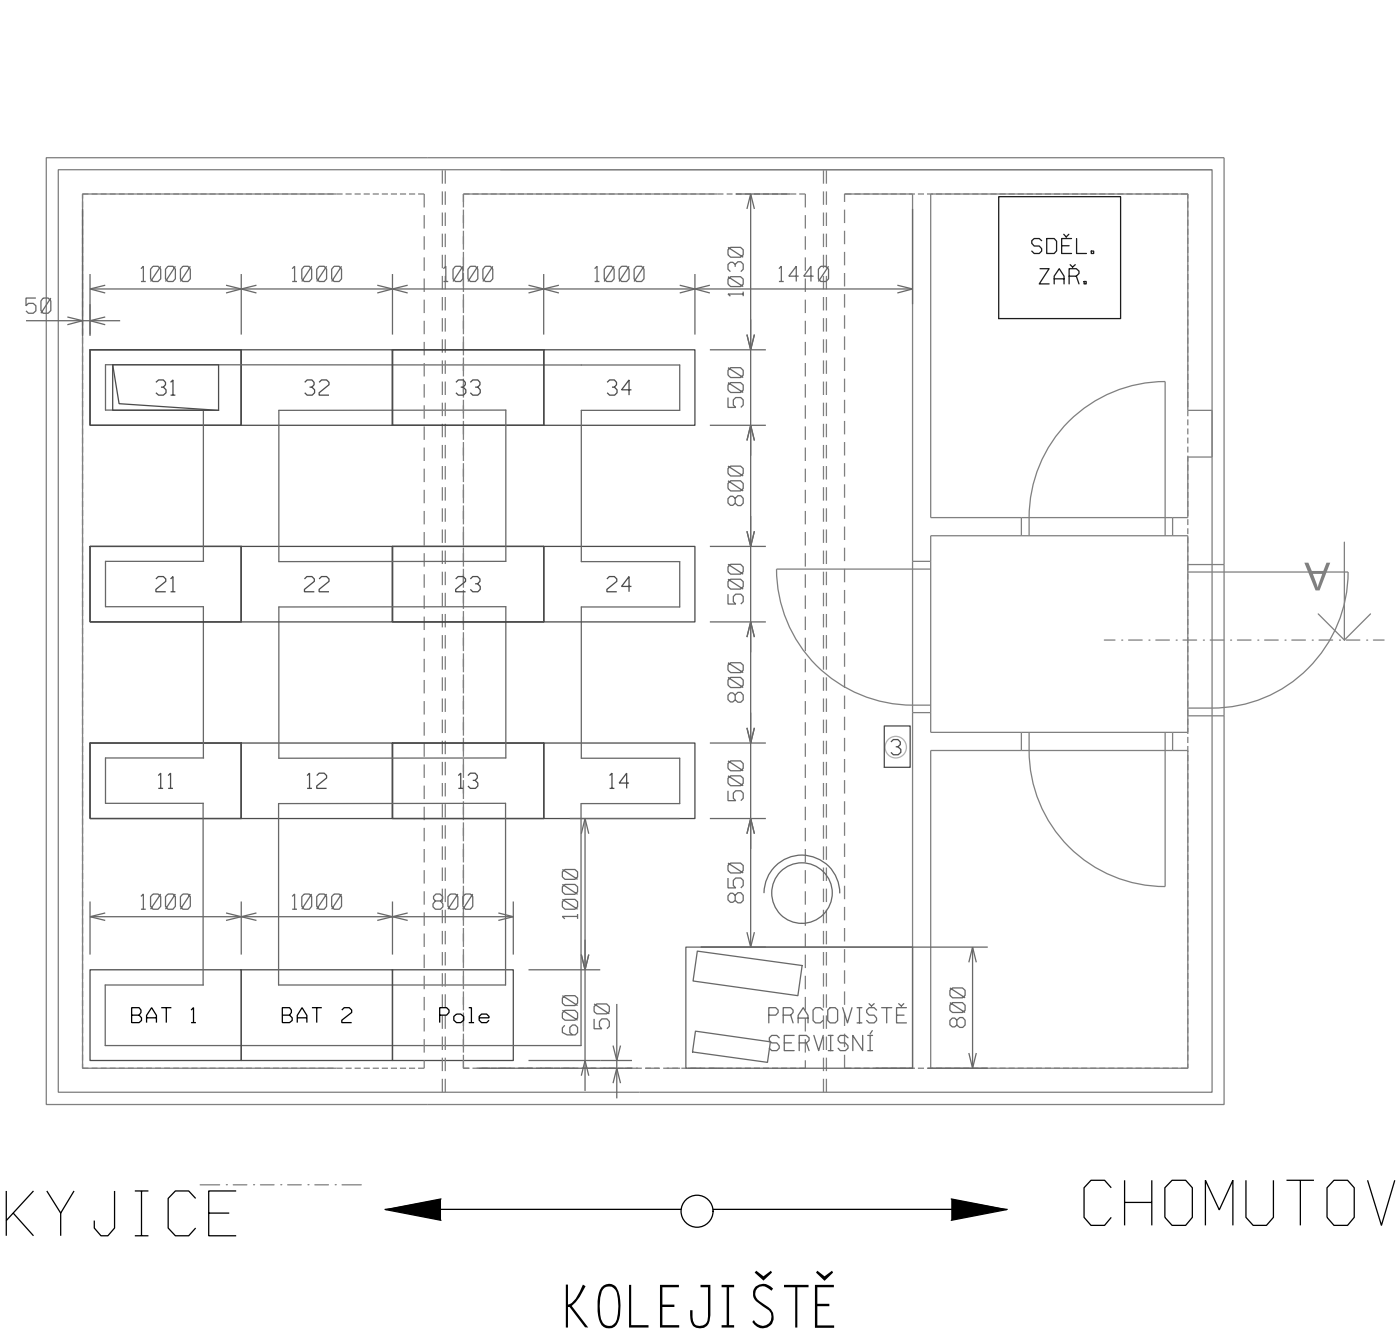 SDĚL.
ZAŘ.
1000 1000 1000 1000 1030 1440
50
31 32 33 34 500
800
21 22 23 24 500
A
800
3
11 12 13 14 500
1000 1000 800 1000 850
BAT 1 BAT 2 Pole 600 50 800
PRACOVIŠTĚ
SERVISNÍ
KYJICE CHOMUTOV
KOLEJIŠTĚ